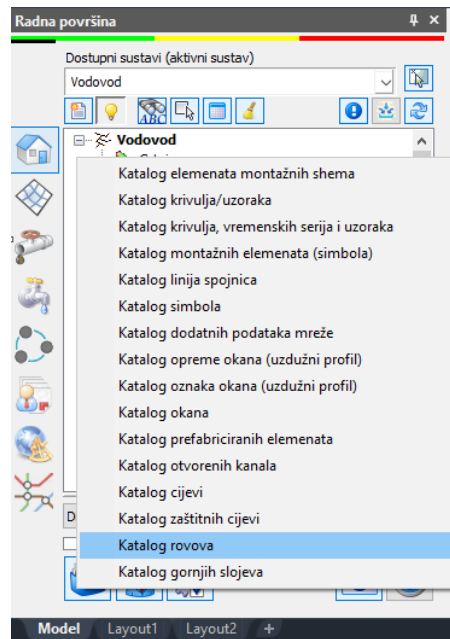 Radna površina
Dostupni sustavi (aktivni sustav)
Vodovod
ABC
Vodovod
Katalog elemenata montažnih shema
Katalog krivulja/uzoraka
Katalog krivulja, vremenskih serija i uzoraka
Katalog montažnih elemenata (simbola)
Katalog linija spojnica
Katalog simbola
Katalog dodatnih podataka mreže
Katalog opreme okana (uzdužni profil)
Katalog oznaka okana (uzdužni profil)
Katalog okana
Katalog prefabriciranih elemenata
Katalog otvorenih kanala
Katalog cijevi
D
Katalog zaštitnih cijevi
Katalog rovova
Katalog gornjih slojeva
Model Layout1 Layout2 +